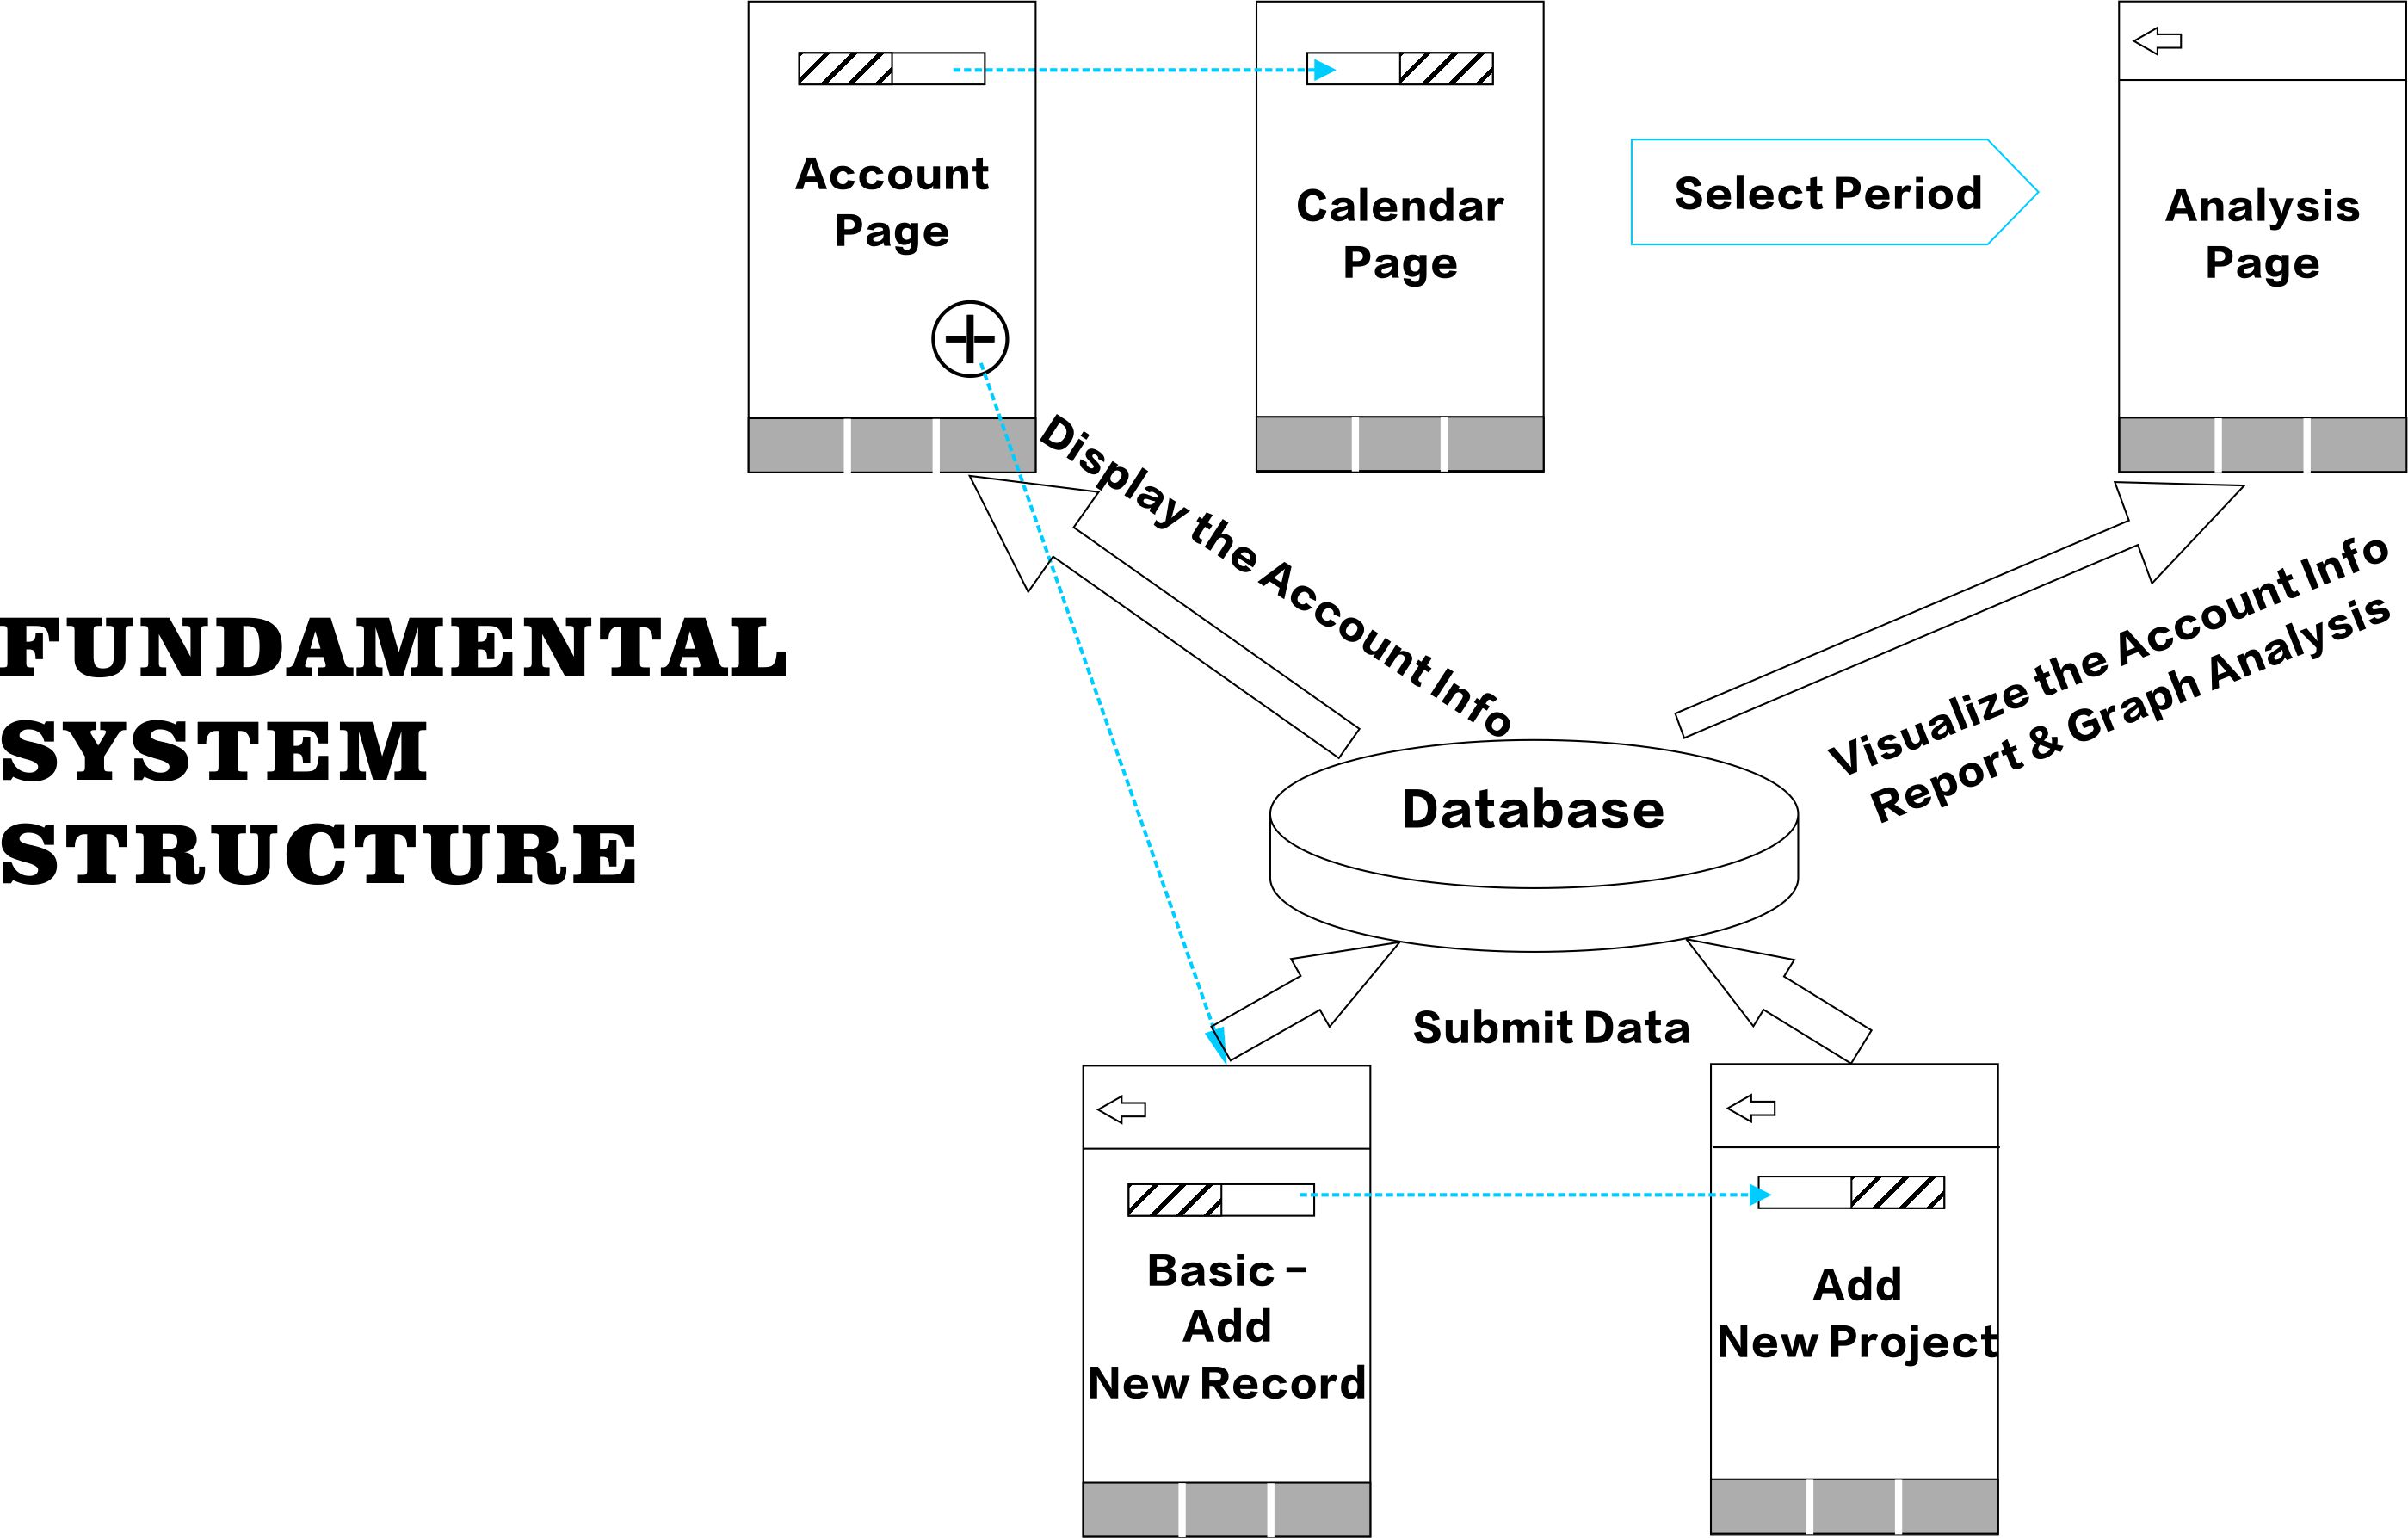 FUNDAMENTAL
SYSTEM
STRUCTURE
Account
Page
Calendar
Page
Select Period
Analysis
Page
Display the Account Info
Visualize the Account Info
Report & Graph Analysis
Database
Submit Data
Basic –
Add
New Record
Add
New Project